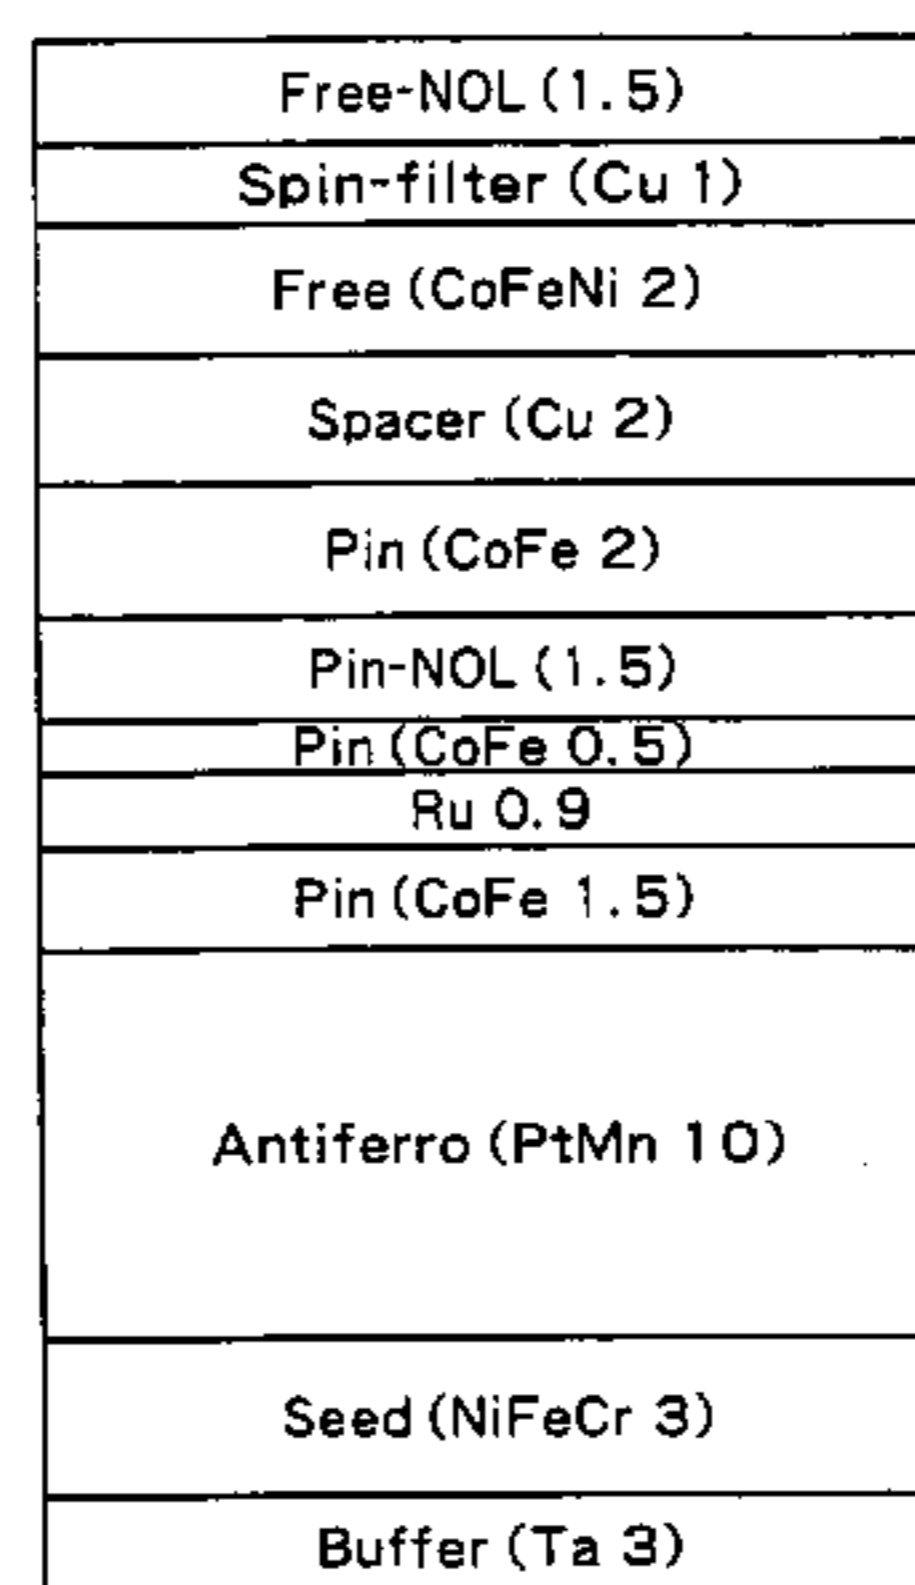 Free-NOL (1.5)
Spin-filter (Cu 1)
Free (CoFeNi 2)
Spacer (Cu 2)
Pin (CoFe 2)
Pin-NOL (1.5)
Pin (CoFe 0.5)
Ru 0.9
Pin (CoFe 1.5)
Antiferro (PtMn 10)
Seed (NiFeCr 3)
Buffer (Ta 3)